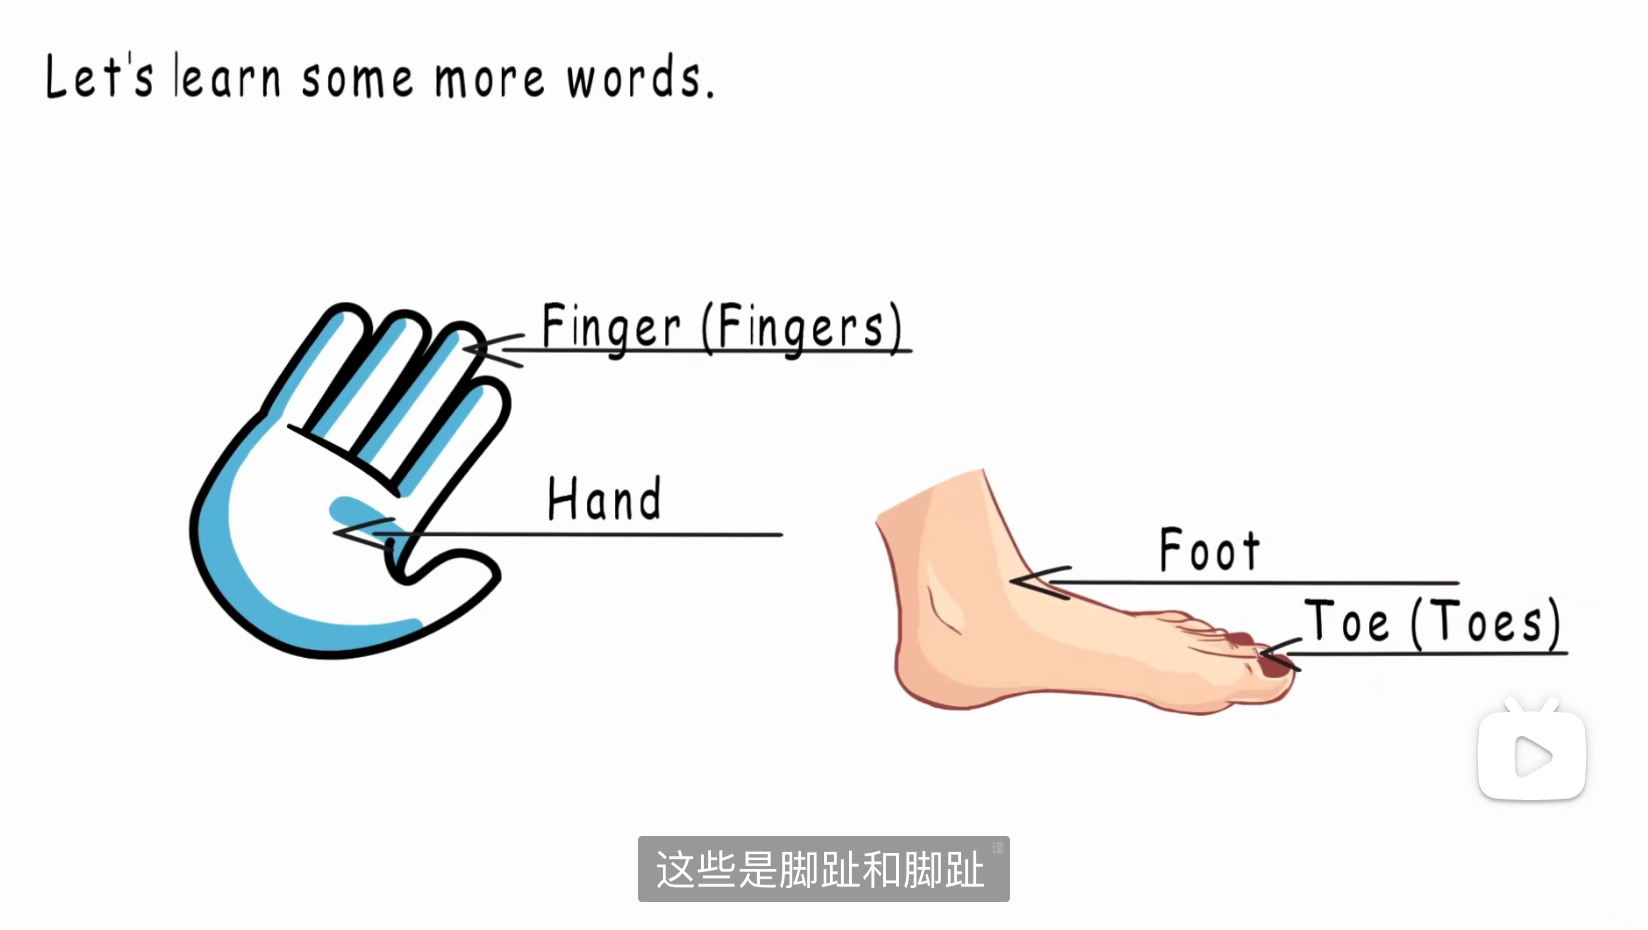 Let's learn some more words.
Finger (Fingers)
Hand
Foot
Toe (Toes)
这些是脚趾和脚趾
译